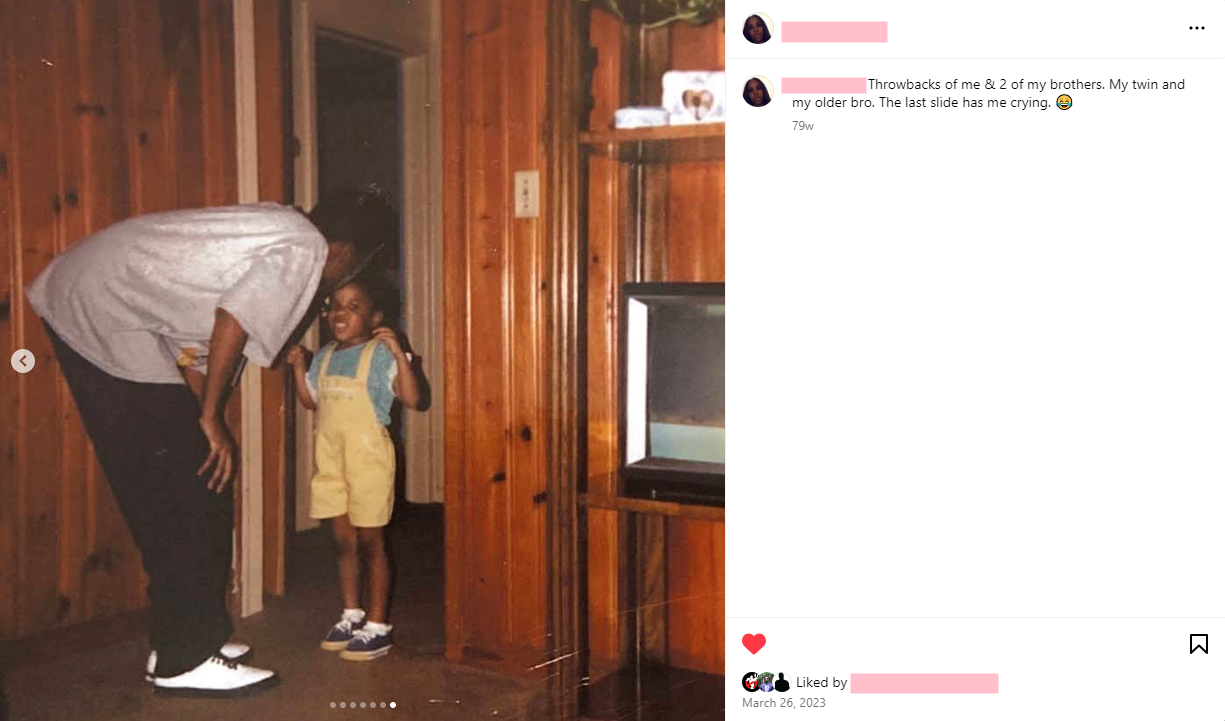 Throwbacks of me & 2 of my brothers. My twin and
my older bro. The last slide has me crying. 😂
79w
Liked by
March 26, 2023